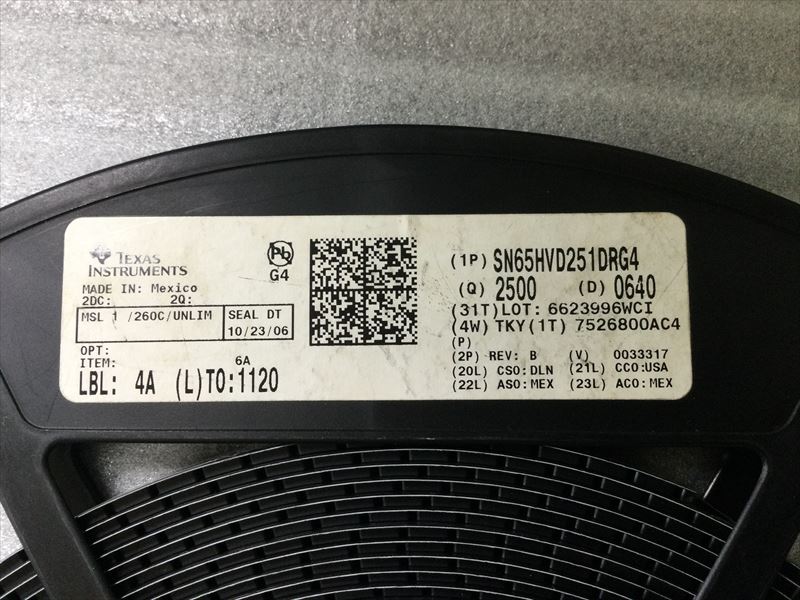 TEXAS
INSTRUMENTS
Pb
G4
MADE IN: Mexico
2DC: 2Q:
MSL 1 /260C/UNLIM
SEAL DT
10/23/06
OPT:
ITEM: 6A
LBL: 4A (L)TO:1120
(1P) SN65HVD251DRG4
(Q) 2500 (D) 0640
(31T)LOT: 6623996WCI
(4W) TKY(1T) 7526800AC4
(P)
(2P) REV: B (V) 0033317
(20L) CSO:DLN (21L) CCO:USA
(22L) ASO:MEX (23L) ACO:MEX